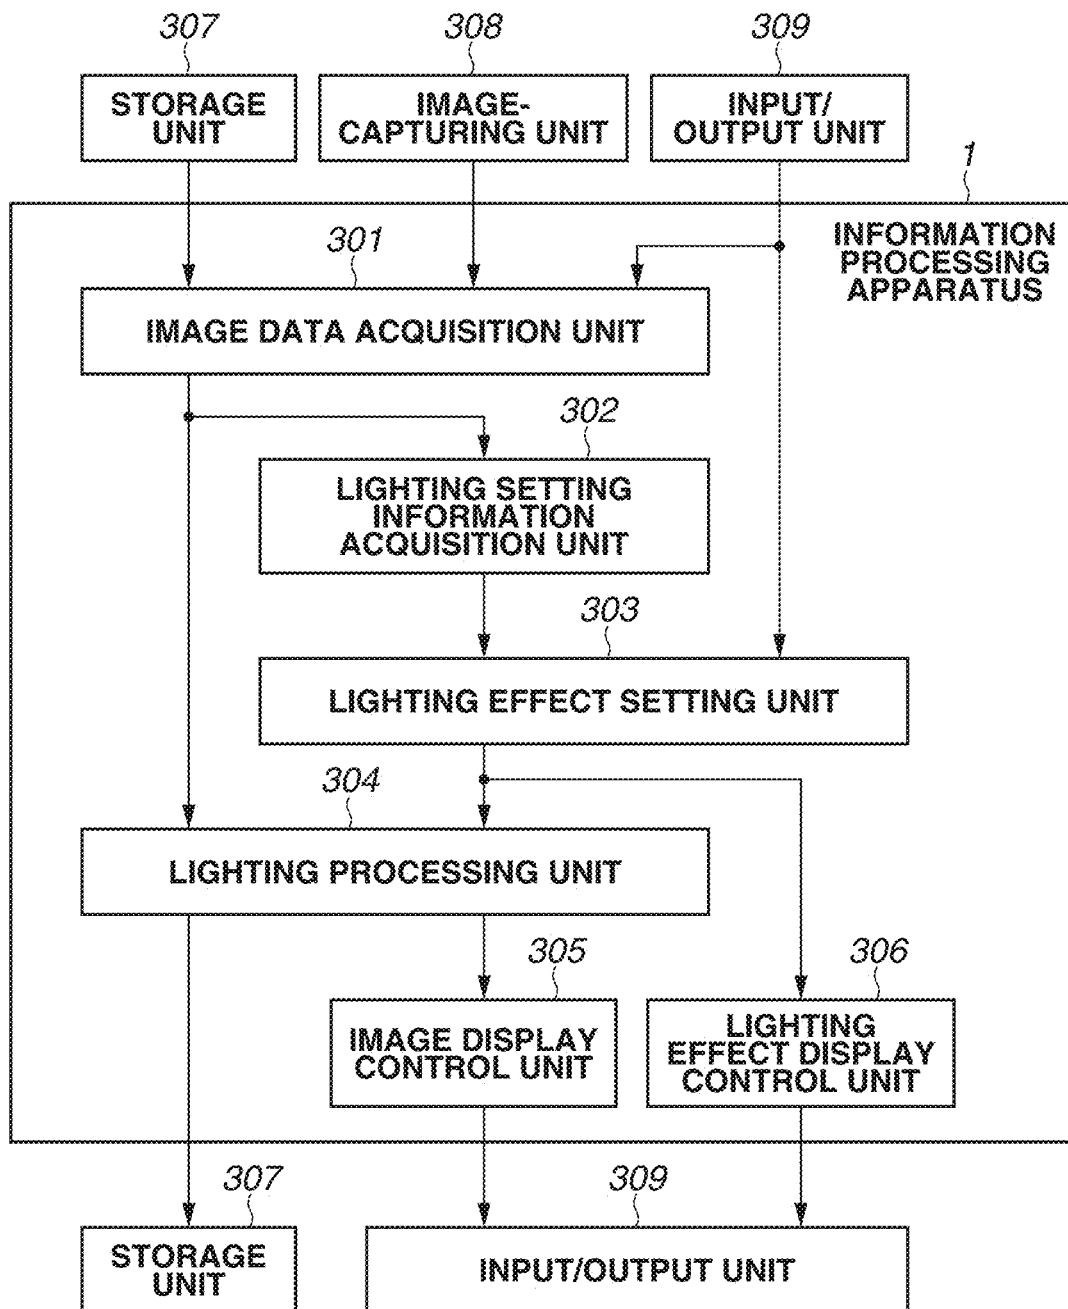 307
308
309
STORAGE
UNIT
IMAGE-
CAPTURING UNIT
INPUT/
OUTPUT UNIT
1
INFORMATION
PROCESSING
APPARATUS
301
IMAGE DATA ACQUISITION UNIT
302
LIGHTING SETTING
INFORMATION
ACQUISITION UNIT
303
LIGHTING EFFECT SETTING UNIT
304
LIGHTING PROCESSING UNIT
305
IMAGE DISPLAY
CONTROL UNIT
306
LIGHTING
EFFECT DISPLAY
CONTROL UNIT
307
STORAGE
UNIT
309
INPUT/OUTPUT UNIT